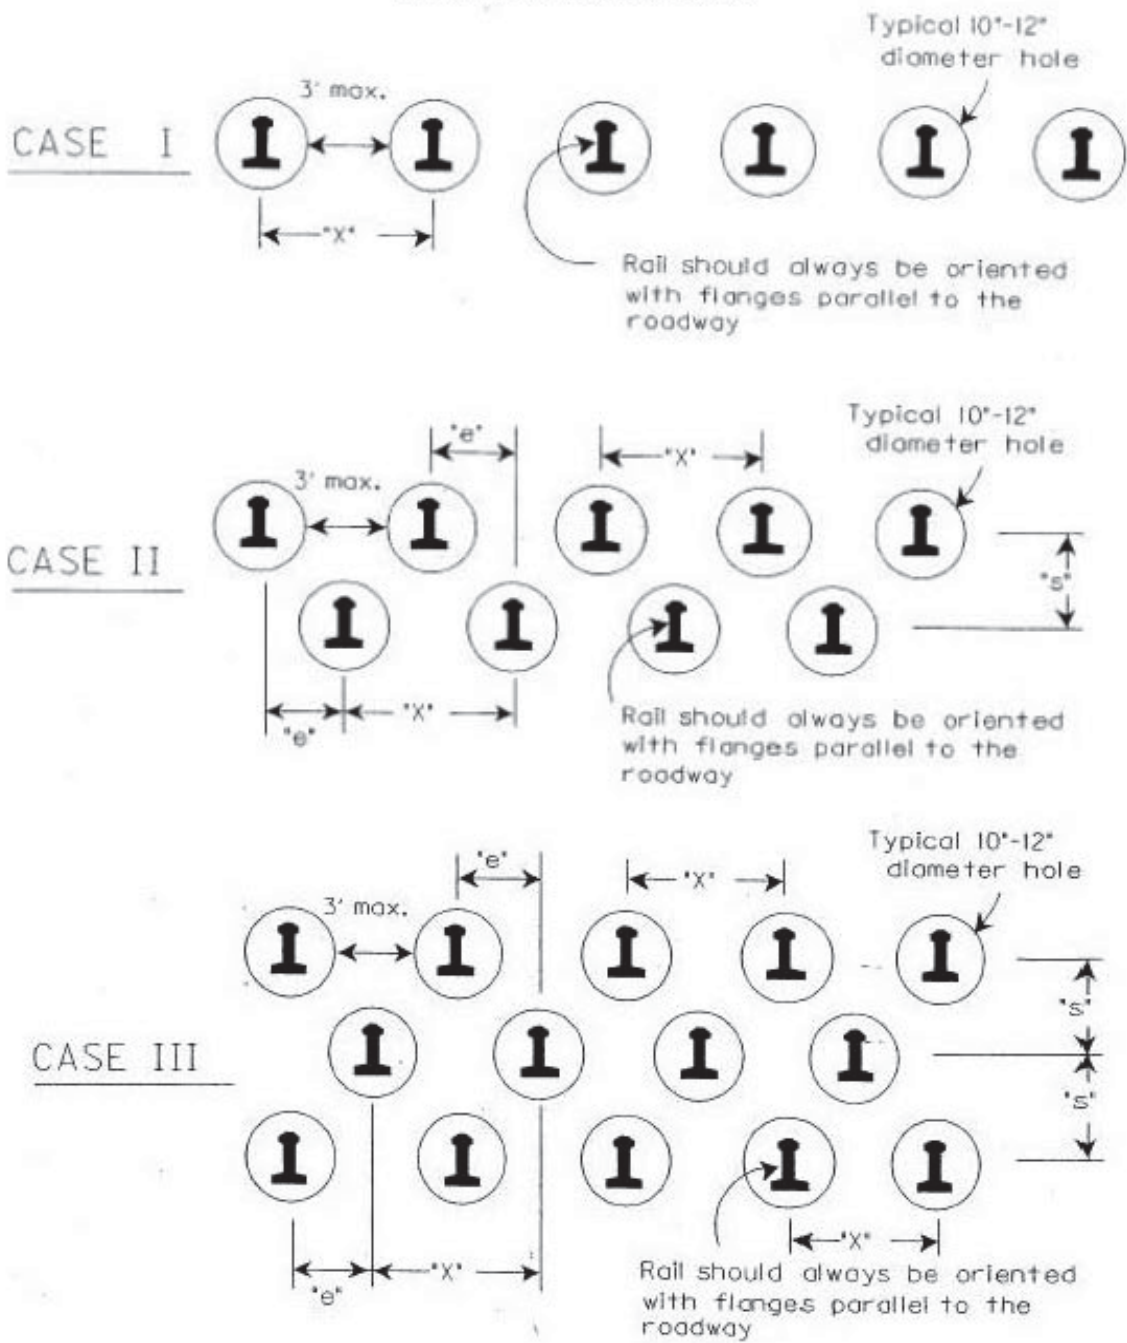 Typical 10"-12"
diameter hole
3' max.
CASE I
"X"
Rail should always be oriented
with flanges parallel to the
roadway
Typical 10"-12"
diameter hole
"e"
"X"
3' max.
CASE II
"s"
"e"
"X"
Rail should always be oriented
with flanges parallel to the
roadway
Typical 10"-12"
diameter hole
"e"
"X"
3' max.
"s"
CASE III
"s"
"X"
"e"
"X"
Rail should always be oriented
with flanges parallel to the
roadway